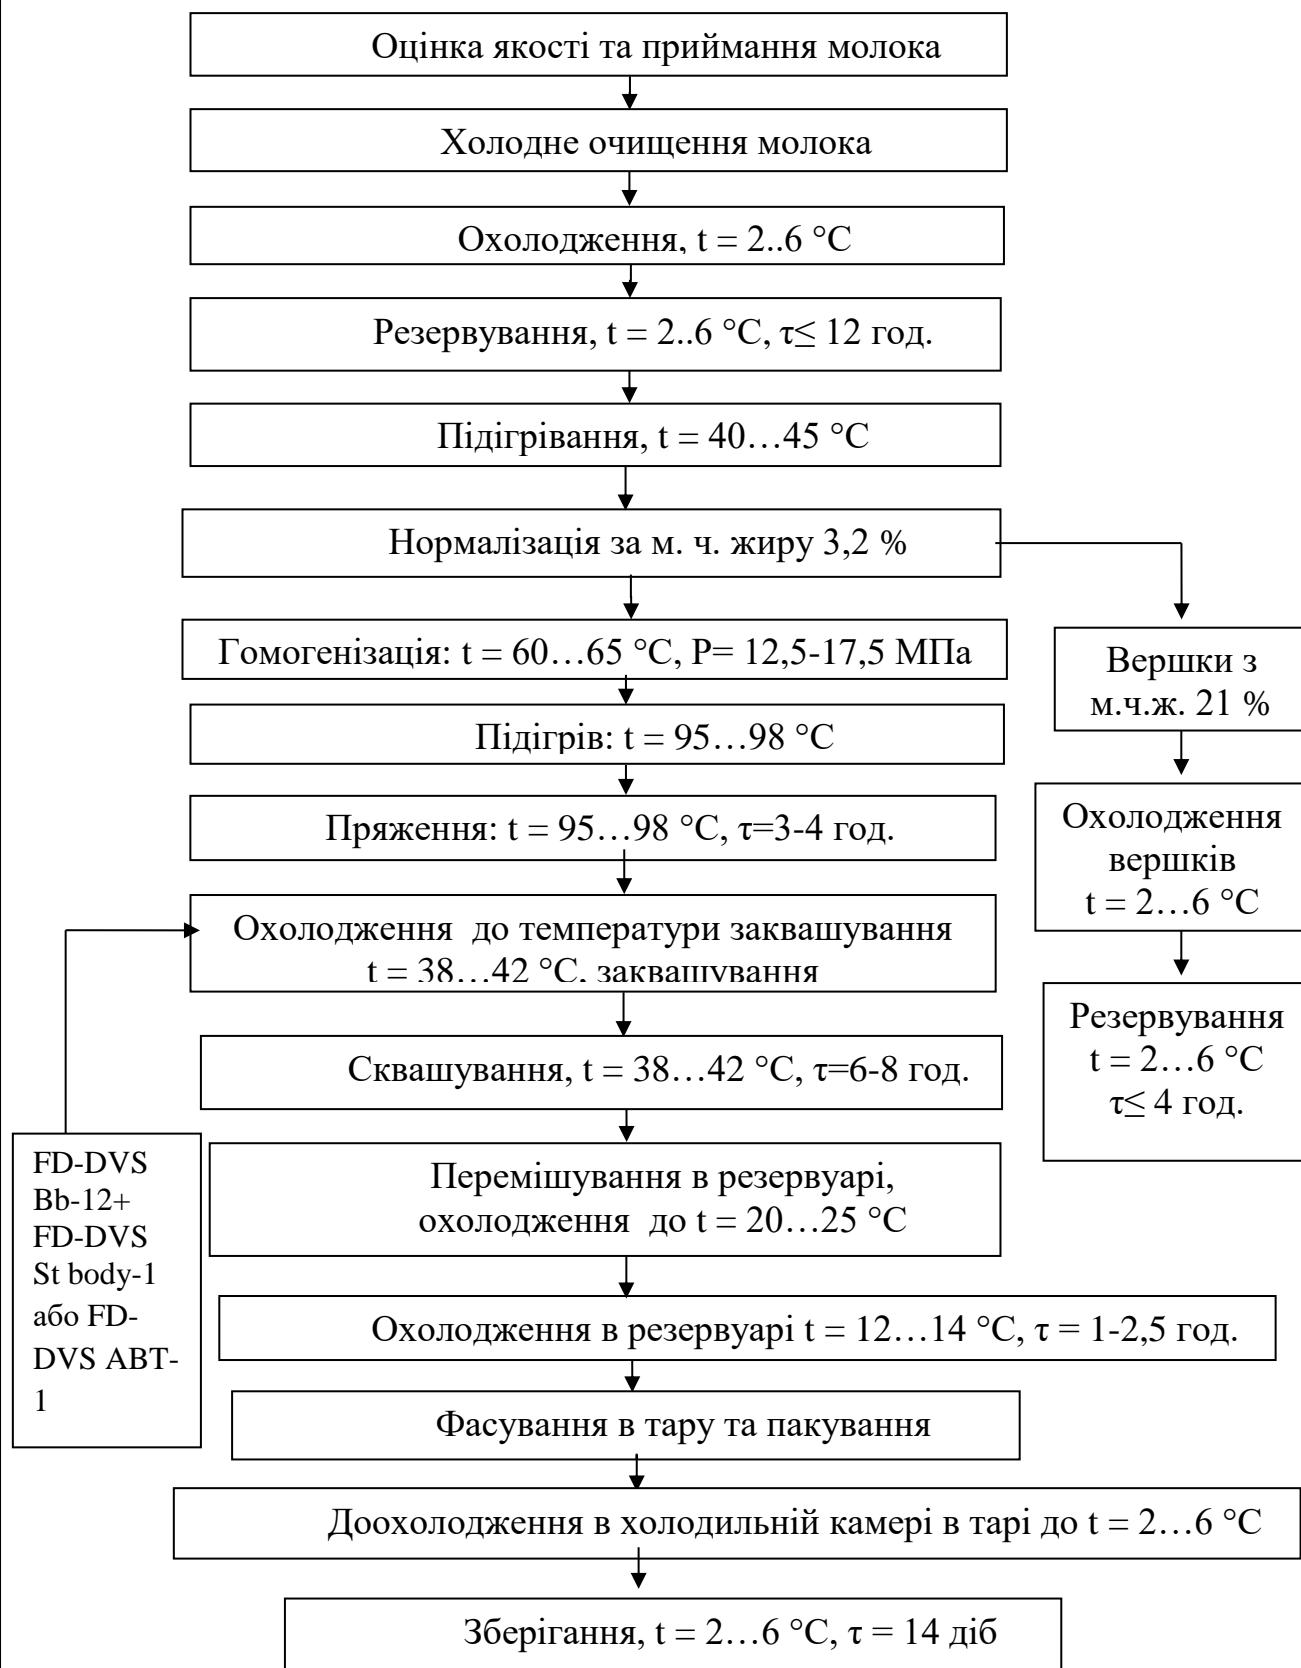 Оцінка якості та приймання молока
Холодне очищення молока
Охолодження, t = 2..6 °C
Резервування, t = 2..6 °C, τ≤ 12 год.
Підігрівання, t = 40…45 °C
Нормалізація за м. ч. жиру 3,2 %
Гомогенізація: t = 60…65 °C, P= 12,5-17,5 МПа
Вершки з
м.ч.ж. 21 %
Підігрів: t = 95…98 °C
Пряження: t = 95…98 °C, τ=3-4 год.
Охолодження
вершків
t = 2…6 °C
Охолодження до температури заквашування
t = 38…42 °C, заквашування
Резервування
t = 2…6 °C
τ≤ 4 год.
Сквашування, t = 38…42 °C, τ=6-8 год.
FD-DVS
Bb-12+
FD-DVS
St body-1
або FD-
DVS ABT-
1
Перемішування в резервуарі,
охолодження до t = 20…25 °C
Охолодження в резервуарі t = 12…14 °C, τ = 1-2,5 год.
Фасування в тару та пакування
Доохолодження в холодильній камері в тарі до t = 2…6 °C
Зберігання, t = 2…6 °C, τ = 14 діб